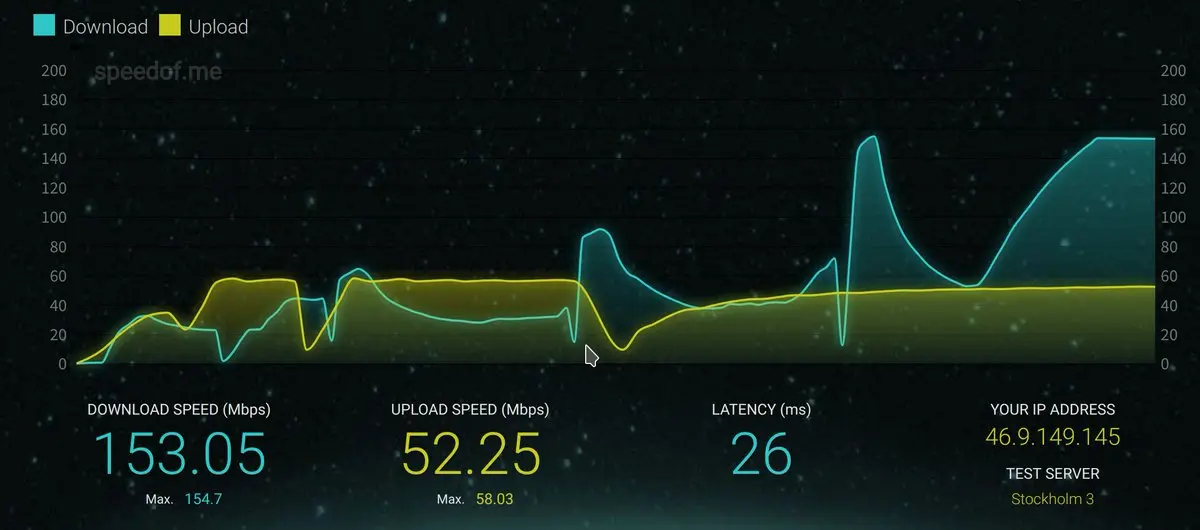 Download Upload
speedof.me
200 200
180 180
160 160
140 140
120 120
100 100
80 80
60 60
40 40
20 20
0 0
DOWNLOAD SPEED (Mbps) UPLOAD SPEED (Mbps) LATENCY (ms) YOUR IP ADDRESS
153.05 52.25 26 46.9.149.145
TEST SERVER
Max. 154.7 Max. 58.03 Stockholm 3